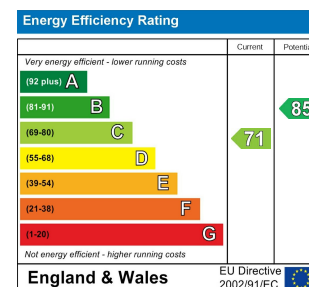 Energy Efficiency Rating
Current
Potentia
Very energy efficient - lower running costs
(92 plus) A
(81-91) B
(69-80) C
(55-68) D
(39-54) E
(21-38) F
(1-20) G
71
85
Not energy efficient - higher running costs
England & Wales
EU Directive
2002/91/EC